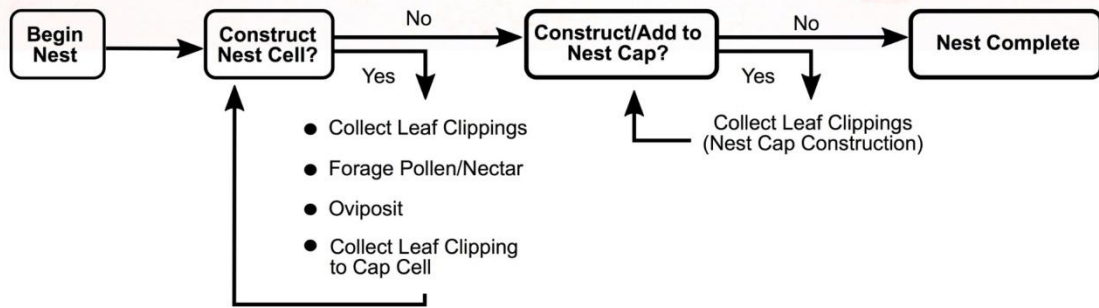 Begin
Nest
Construct
Nest Cell?
No
Yes
● Collect Leaf Clippings
● Forage Pollen/Nectar
● Oviposit
● Collect Leaf Clipping
to Cap Cell
Construct/Add to
Nest Cap?
No
Yes
Collect Leaf Clippings
(Nest Cap Construction)
Nest Complete